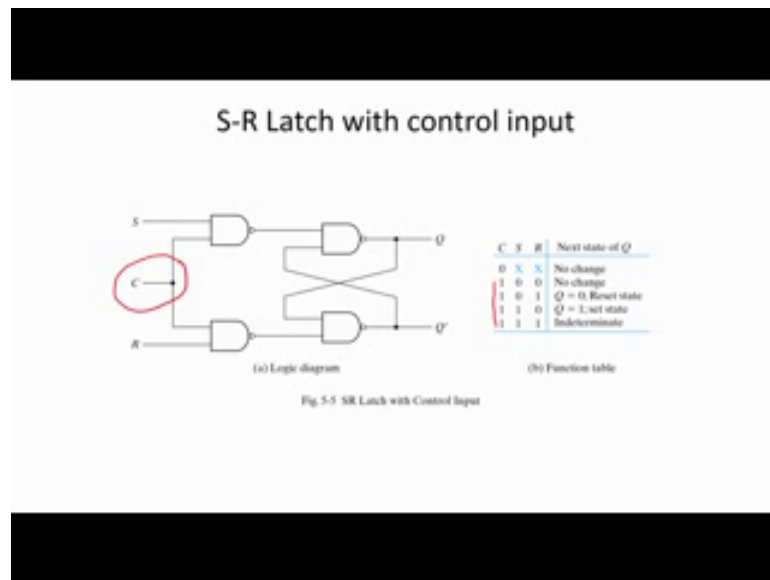 S-R Latch with control input
S
C
R
Q
Q'
(a) Logic diagram
C S R Next state of Q
0 X X No change
1 0 0 No change
1 0 1 Q = 0; Reset state
1 1 0 Q = 1; set state
1 1 1 Indeterminate
(b) Function table
Fig. 5-5 SR Latch with Control Input